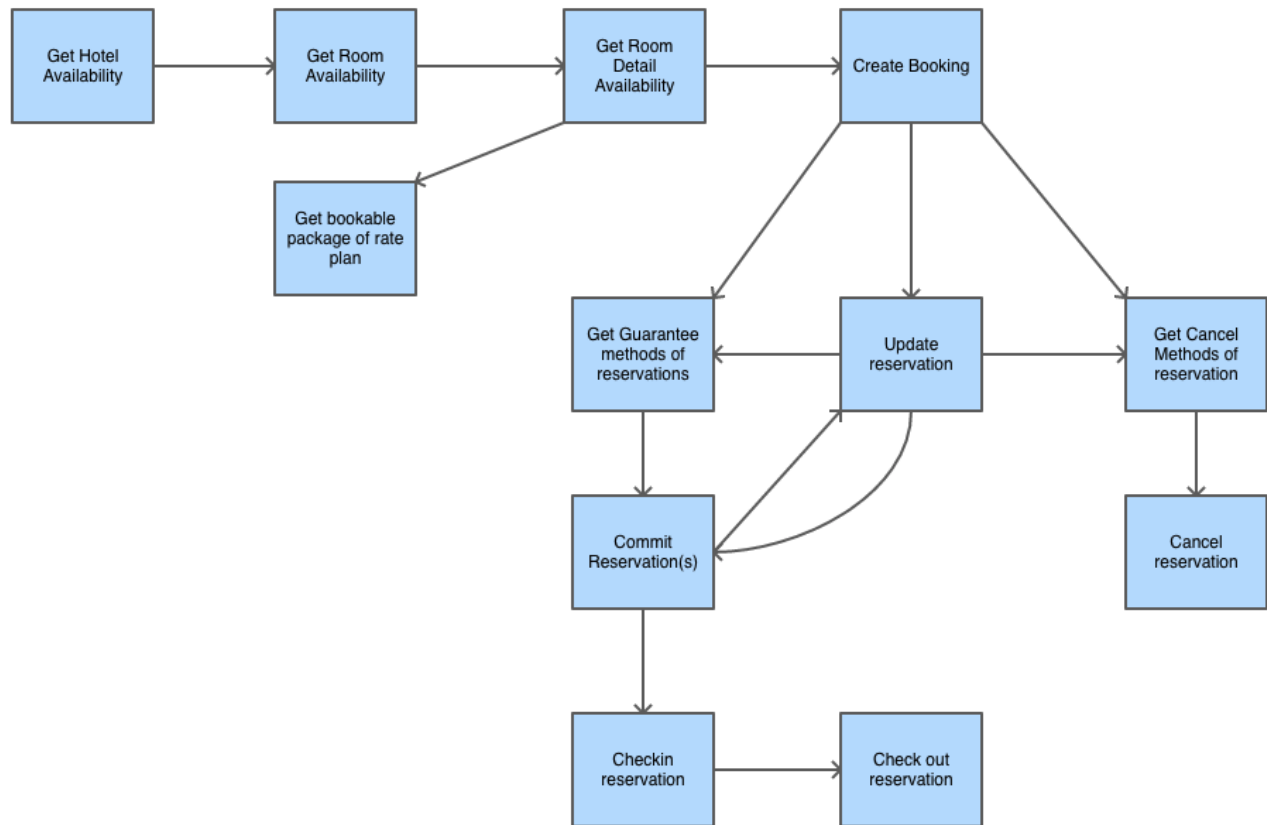 Get Hotel
Availability
Get Room
Availability
Get Room
Detail
Availability
Create Booking
Get bookable
package of rate
plan
Get Guarantee
methods of
reservations
Update
reservation
Get Cancel
Methods of
reservation
Commit
Reservation(s)
Cancel
reservation
Checkin
reservation
Check out
reservation